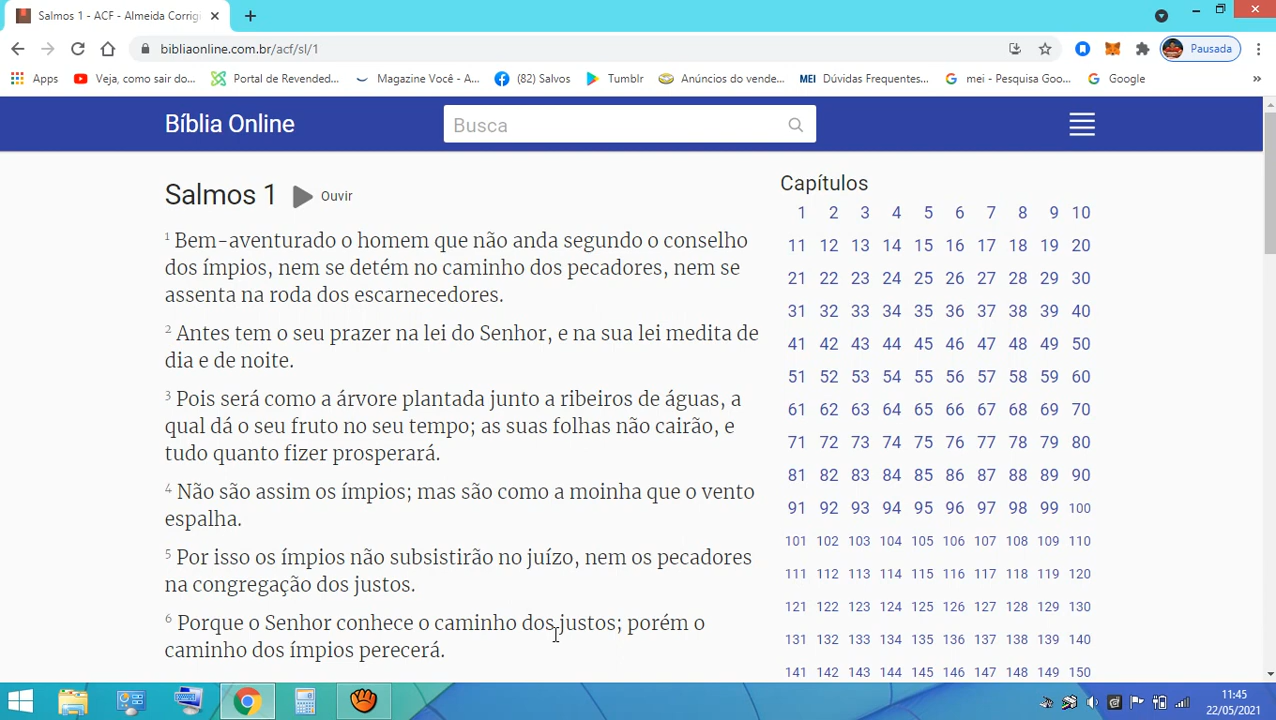 Salmos 1 - ACF - Almeida Corrig
bibliaonline.com.br/acf/sl/1
Pausada
Apps
Veja, como sair do...
Portal de Revended...
Magazine Você - A...
(82) Salvos
Tumblr
Anúncios do vende...
MEI Dúvidas Frequentes...
mei - Pesquisa Goo...
Google
»
Bíblia Online
Busca
Salmos 1
Ouvir
1 Bem-aventurado o homem que não anda segundo o conselho
dos ímpios, nem se detém no caminho dos pecadores, nem se
assenta na roda dos escarnecedores.
2 Antes tem o seu prazer na lei do Senhor, e na sua lei medita de
dia e de noite.
3 Pois será como a árvore plantada junto a ribeiros de águas, a
qual dá o seu fruto no seu tempo; as suas folhas não cairão, e
tudo quanto fizer prosperará.
4 Não são assim os ímpios; mas são como a moinha que o vento
espalha.
5 Por isso os ímpios não subsistirão no juízo, nem os pecadores
na congregação dos justos.
6 Porque o Senhor conhece o caminho dos justos; porém o
caminho dos ímpios perecerá.
Capítulos
1 2 3 4 5 6 7 8 9 10
11 12 13 14 15 16 17 18 19 20
21 22 23 24 25 26 27 28 29 30
31 32 33 34 35 36 37 38 39 40
41 42 43 44 45 46 47 48 49 50
51 52 53 54 55 56 57 58 59 60
61 62 63 64 65 66 67 68 69 70
71 72 73 74 75 76 77 78 79 80
81 82 83 84 85 86 87 88 89 90
91 92 93 94 95 96 97 98 99 100
101 102 103 104 105 106 107 108 109 110
111 112 113 114 115 116 117 118 119 120
121 122 123 124 125 126 127 128 129 130
131 132 133 134 135 136 137 138 139 140
141 142 143 144 145 146 147 148 149 150
11:45
22/05/2021